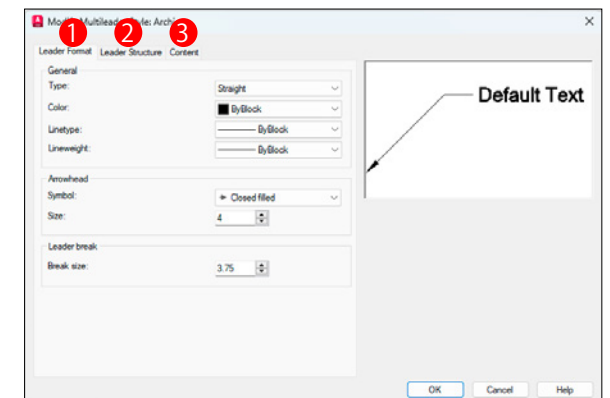 Modify Multileader Style: Archi
1 2 3
Leader Format Leader Structure Content
General
Type: Straight
Color: ByBlock
Linetype: ByBlock
Lineweight: ByBlock
Arrowhead
Symbol: Closed filled
Size: 4
Leader break
Break size: 3.75
Default Text
OK Cancel Help